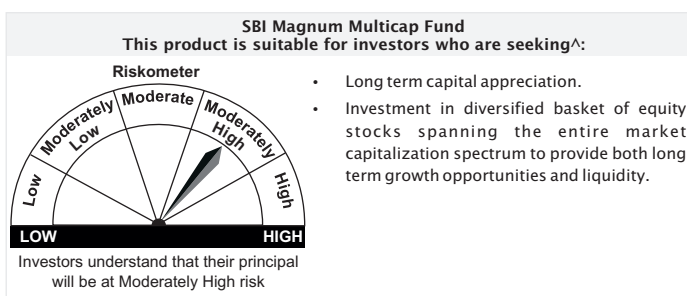 SBI Magnum Multicap Fund
This product is suitable for investors who are seeking^:
Riskometer
Low
Moderately
Low
Moderate
Moderately
High
High
LOW
HIGH
Investors understand that their principal
will be at Moderately High risk
• Long term capital appreciation.
• Investment in diversified basket of equity
stocks spanning the entire market
capitalization spectrum to provide both long
term growth opportunities and liquidity.